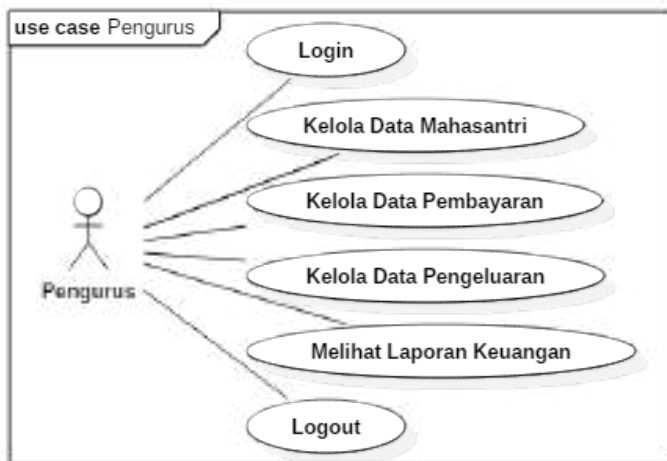 use case Pengurus
Login
Kelola Data Mahasantri
Kelola Data Pembayaran
Kelola Data Pengeluaran
Pengurus
Melihat Laporan Keuangan
Logout